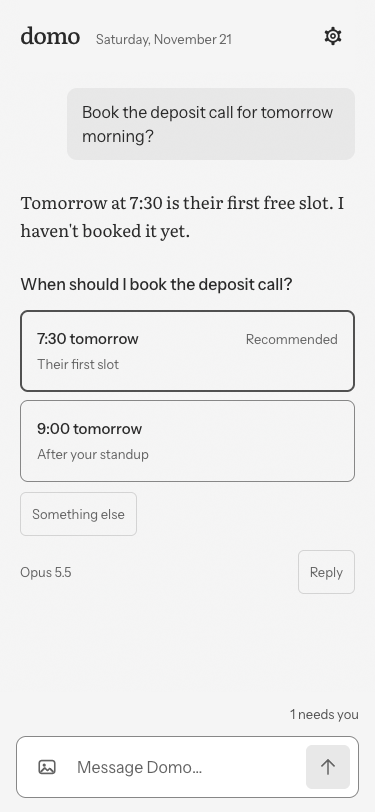 domo Saturday, November 21
Book the deposit call for tomorrow
morning?
Tomorrow at 7:30 is their first free slot. I
haven't booked it yet.
When should I book the deposit call?
7:30 tomorrow Recommended
Their first slot
9:00 tomorrow
After your standup
Something else
Opus 5.5 Reply
1 needs you
Message Domo...